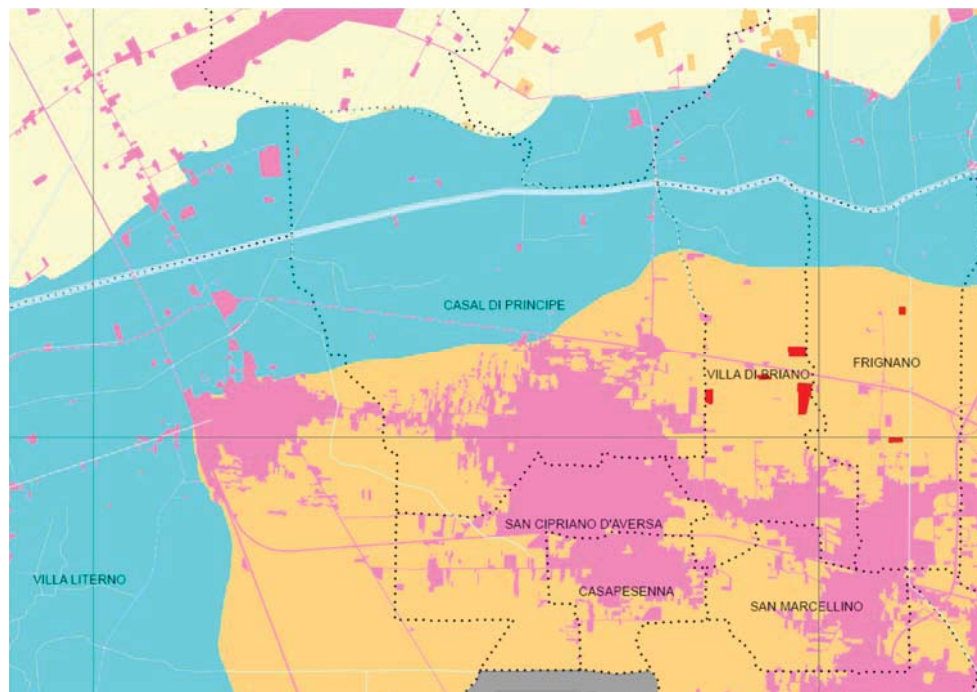 CASAL DI PRINCIPE
FRIGNANO
VILLA DI BRIANO
SAN CIPRIANO D'AVERSA
VILLA LITERNO
CASAPESENNA
SAN MARCELLINO